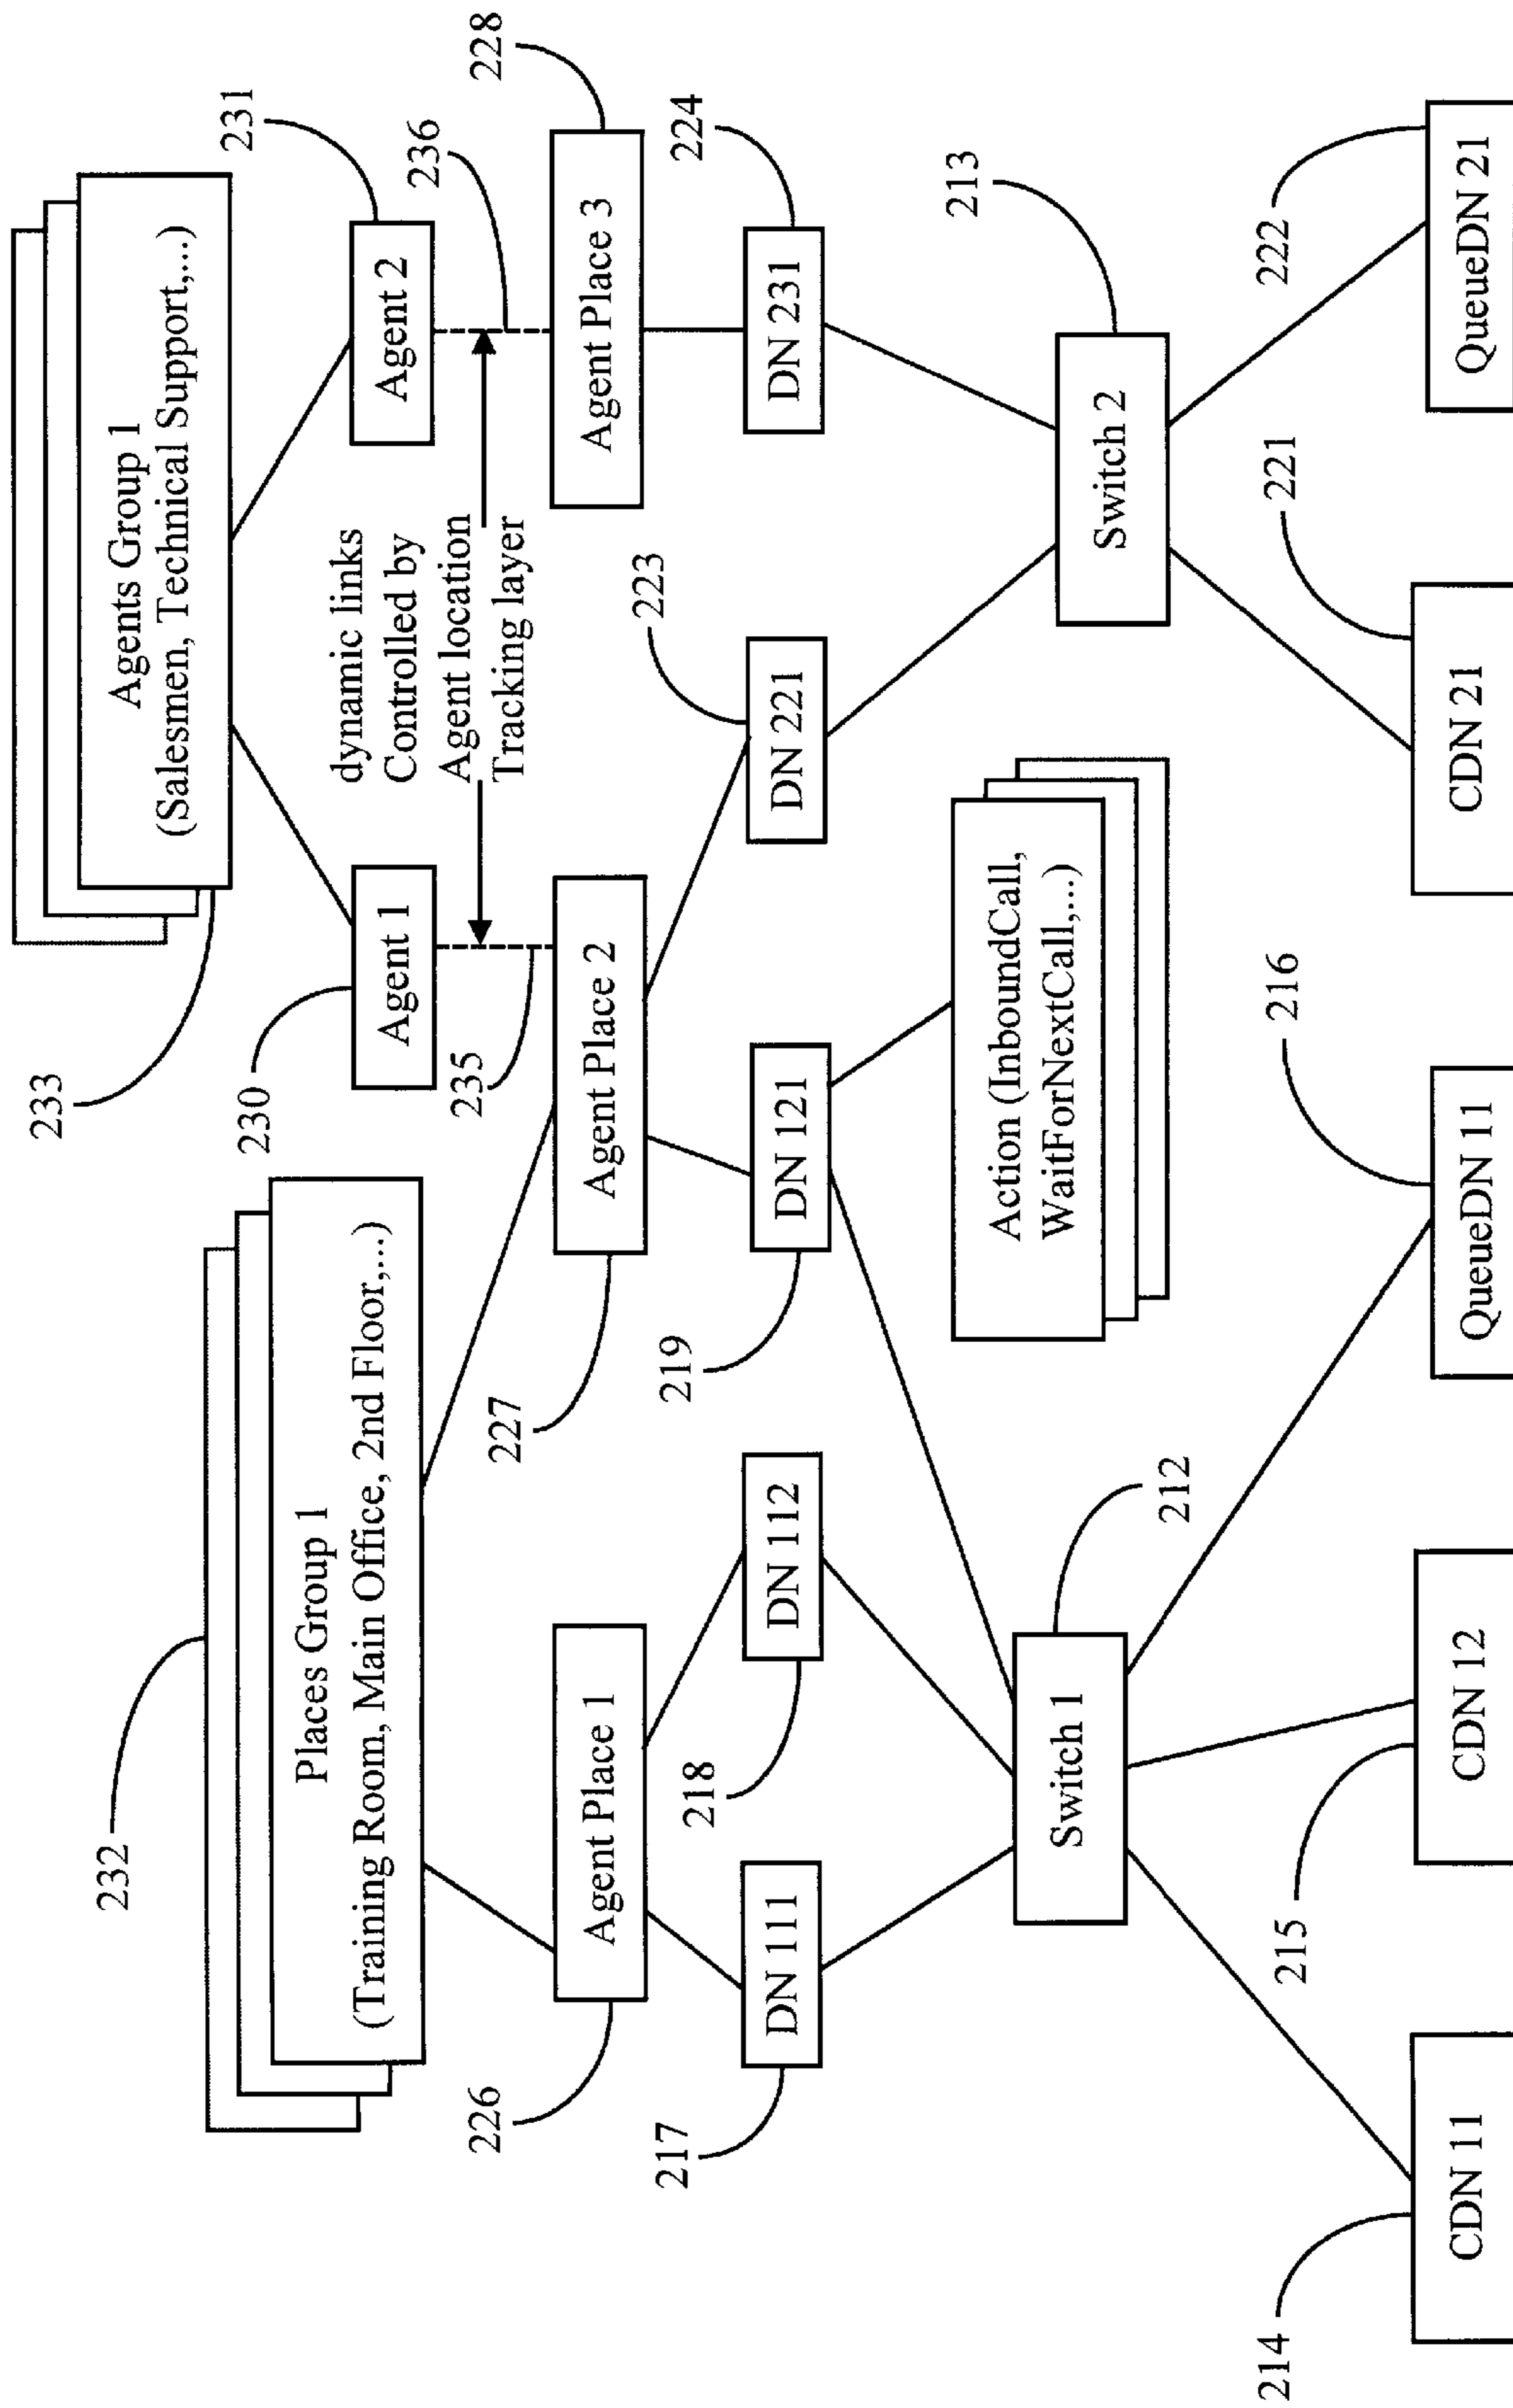 233
Agents Group 1
(Salesmen, Technical Support,...)
232
Places Group 1
(Training Room, Main Office, 2nd Floor,...)
230
Agent 1
231
Agent 2
dynamic links
Controlled by
Agent location
Tracking layer
235
236
226
Agent Place 1
227
Agent Place 2
228
Agent Place 3
217
DN 111
218
DN 112
219
DN 121
223
DN 221
224
DN 231
Action (InboundCall,
WaitForNextCall,...)
212
Switch 1
213
Switch 2
214
CDN 11
215
CDN 12
216
QueueDN 11
221
CDN 21
222
QueueDN 21